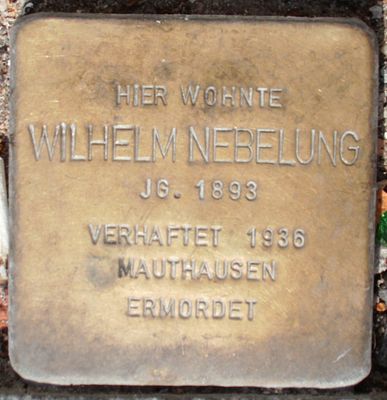 HIER WOHNTE
WILHELM NEBELUNG
JG. 1893
VERHAFTET 1936
MAUTHAUSEN
ERMORDET